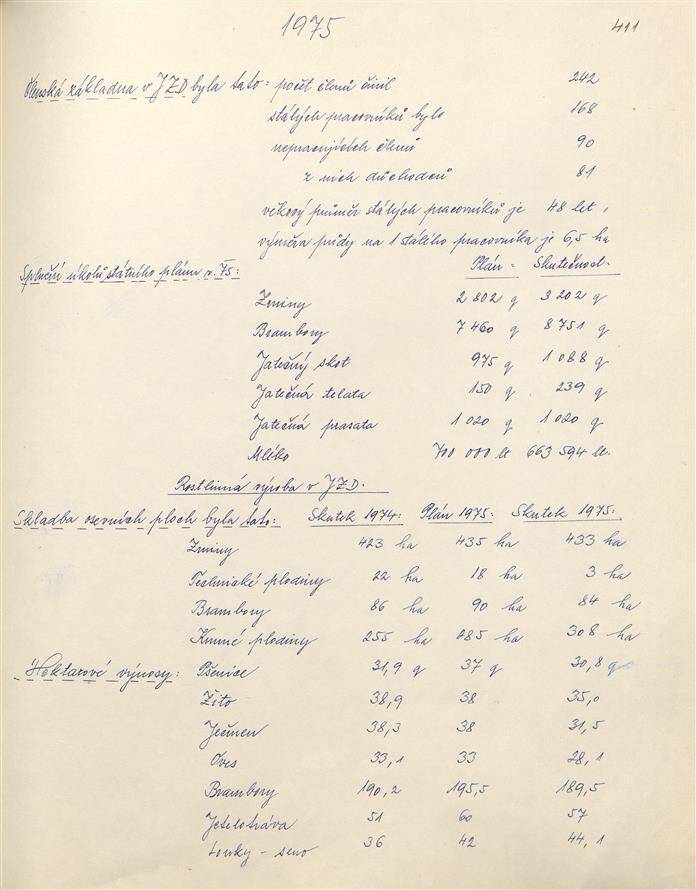 1975 411
Členská základna v JZD byla tato: počet členů činil 242
stálých pracovníků bylo 168
nepracujících členů 90
z nich důchodců 81
věkový průměr stálých pracovníků je 48 let,
výměra půdy na 1 stálého pracovníka je 6,5 ha
Splnění úkolů státního plánu r. 75: Plán - Skutečnost -
Zrniny 2 802 q 3 202 q
Brambory 7 460 q 8 751 q
Jatečný skot 975 q 1 088 q
Jatečná telata 150 q 239 q
Jatečná prasata 1 020 q 1 020 q
Mléko 700 000 lt 663 594 lt.
Rostlinná výroba v JZD.
Skladba osevních ploch byla tato: Skutek 1974: Plán 1975: Skutek 1975:
Zrniny 423 ha 435 ha 433 ha
Technické plodiny 22 ha 18 ha 3 ha
Brambory 86 ha 90 ha 84 ha
Krmné plodiny 255 ha 285 ha 308 ha
Hektarové výnosy: Pšenice 31,9 q 37 q 30,8 q
Žito 38,9 38 35,0
Ječmen 38,3 38 31,5
Oves 33,1 33 28,1
Brambory 190,2 195,5 189,5
Jetelotráva 51 60 57
Louky - seno 36 42 44,1